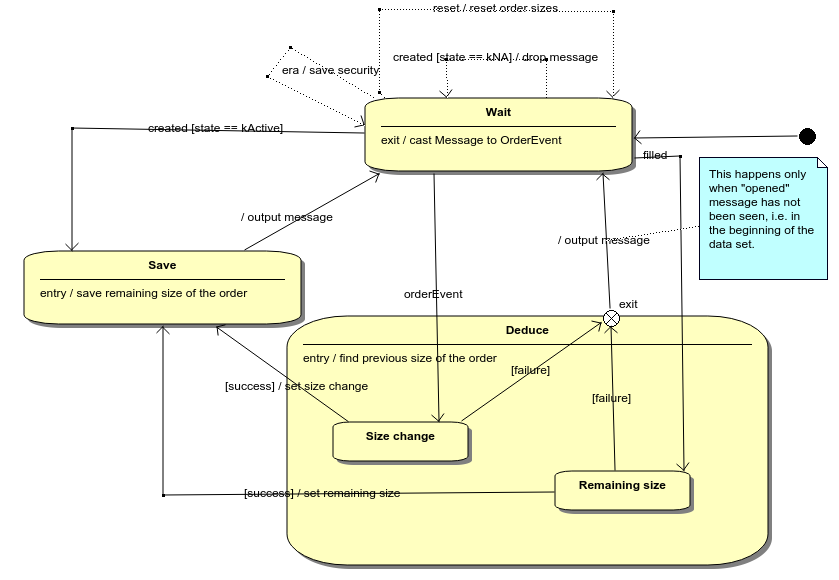 reset / reset order sizes
created [state == kNA] / drop message
era / save security
Wait
exit / cast Message to OrderEvent
created [state == kActive]
filled
This happens only
when "opened"
message has not
been seen, i.e. in
the beginning of the
data set.
/ output message
/ output message
Save
entry / save remaining size of the order
orderEvent
exit
Deduce
entry / find previous size of the order
[failure]
[success] / set size change
[failure]
Size change
Remaining size
[success] / set remaining size